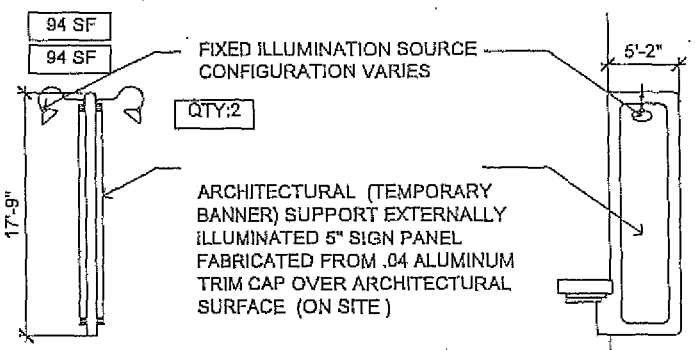 94 SF
94 SF
FIXED ILLUMINATION SOURCE
CONFIGURATION VARIES
5'-2"
QTY:2
17'-9"
ARCHITECTURAL (TEMPORARY
BANNER) SUPPORT EXTERNALLY
ILLUMINATED 5" SIGN PANEL
FABRICATED FROM .04 ALUMINUM
TRIM CAP OVER ARCHITECTURAL
SURFACE (ON SITE)